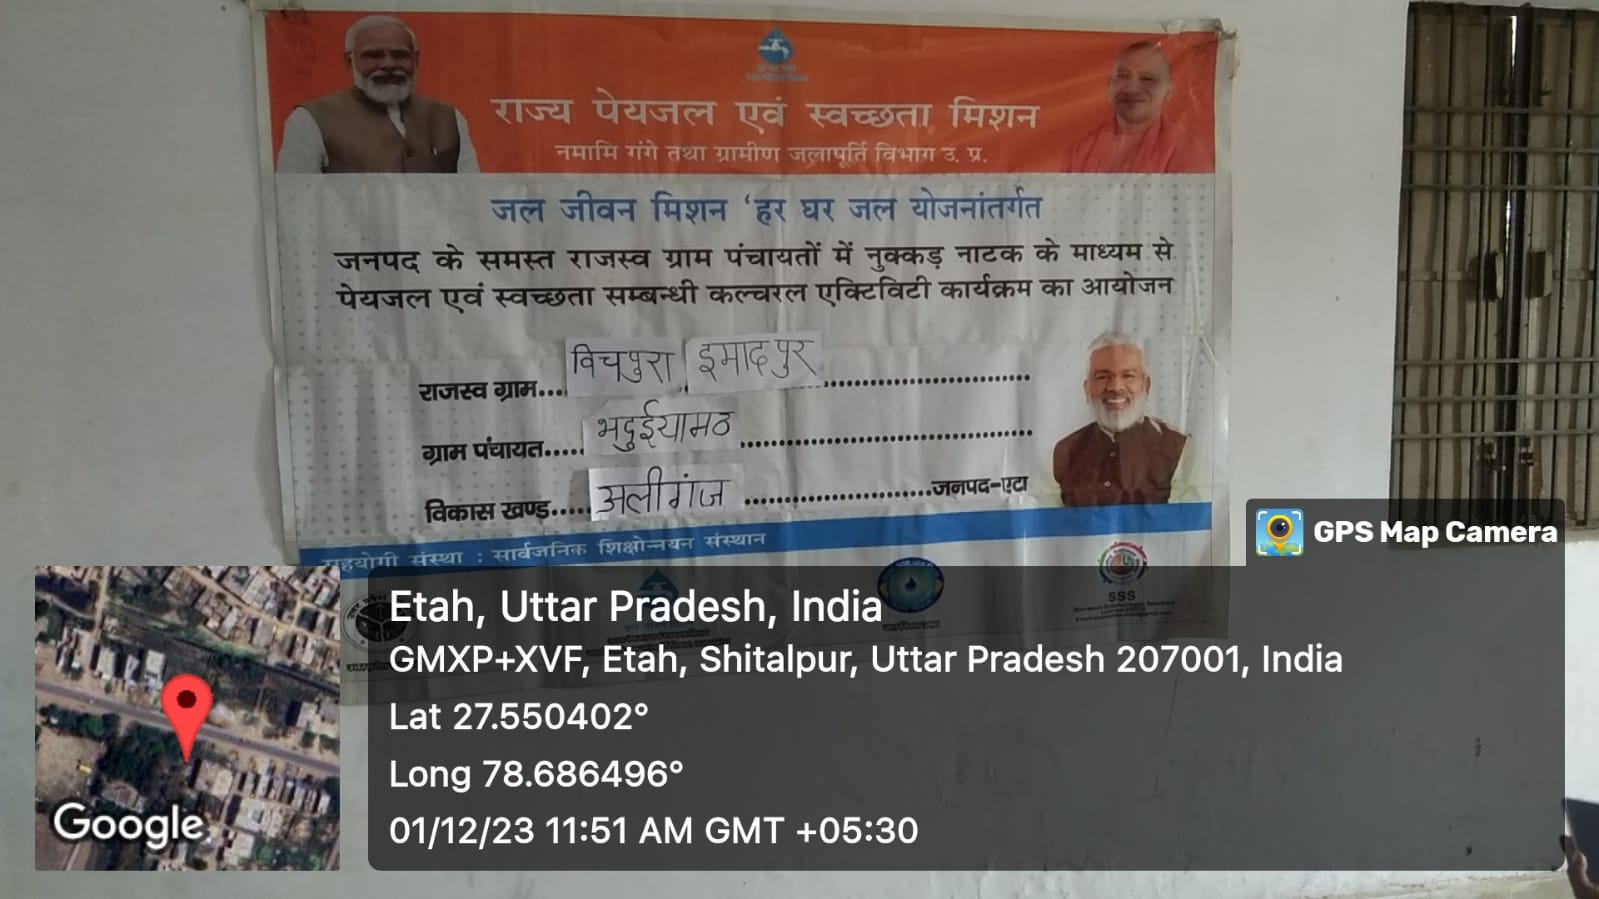 राज्य पेयजल एवं स्वच्छता मिशन
नमामि गंगे तथा ग्रामीण जलापूर्ति विभाग उ. प्र.
जल जीवन मिशन ‘हर घर जल योजनांतर्गत
जनपद के समस्त राजस्व ग्राम पंचायतों में नुक्कड़ नाटक के माध्यम से
पेयजल एवं स्वच्छता सम्बन्धी कल्चरल एक्टिविटी कार्यक्रम का आयोजन
राजस्व ग्राम.... विचपुरा इमादपुर ..............................
ग्राम पंचायत..... भदुईयामठ ..............................
विकास खण्ड..... अलीगंज ..............................जनपद-एटा
सहयोगी संस्था : सार्वजनिक शिक्षोन्नयन संस्थान
SSS
GPS Map Camera
Etah, Uttar Pradesh, India
GMXP+XVF, Etah, Shitalpur, Uttar Pradesh 207001, India
Lat 27.550402°
Long 78.686496°
01/12/23 11:51 AM GMT +05:30
Google